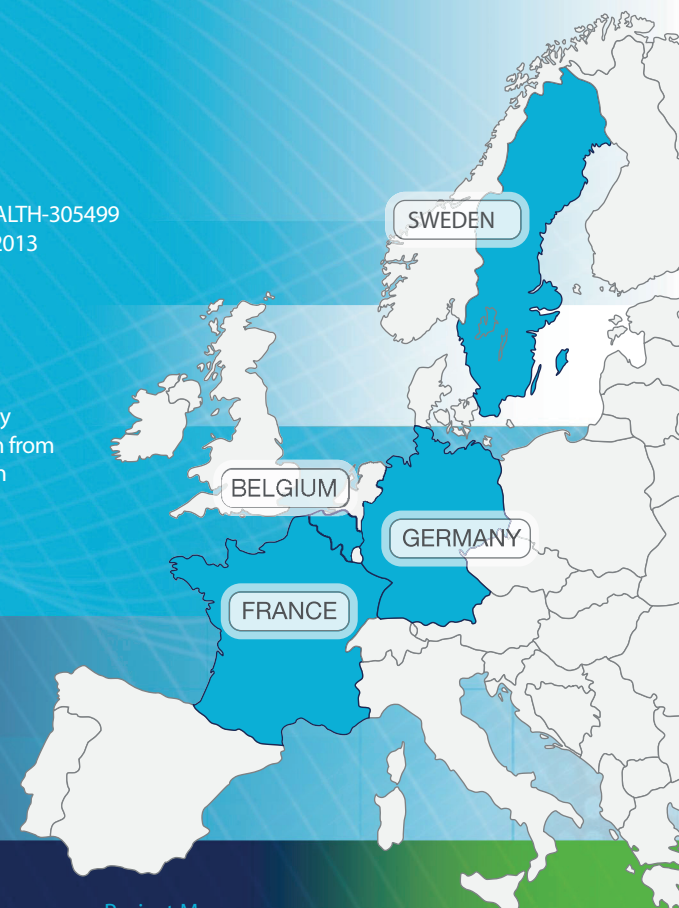 ALTH-305499
2013
SWEDEN
y
n from
n
BELGIUM
GERMANY
FRANCE